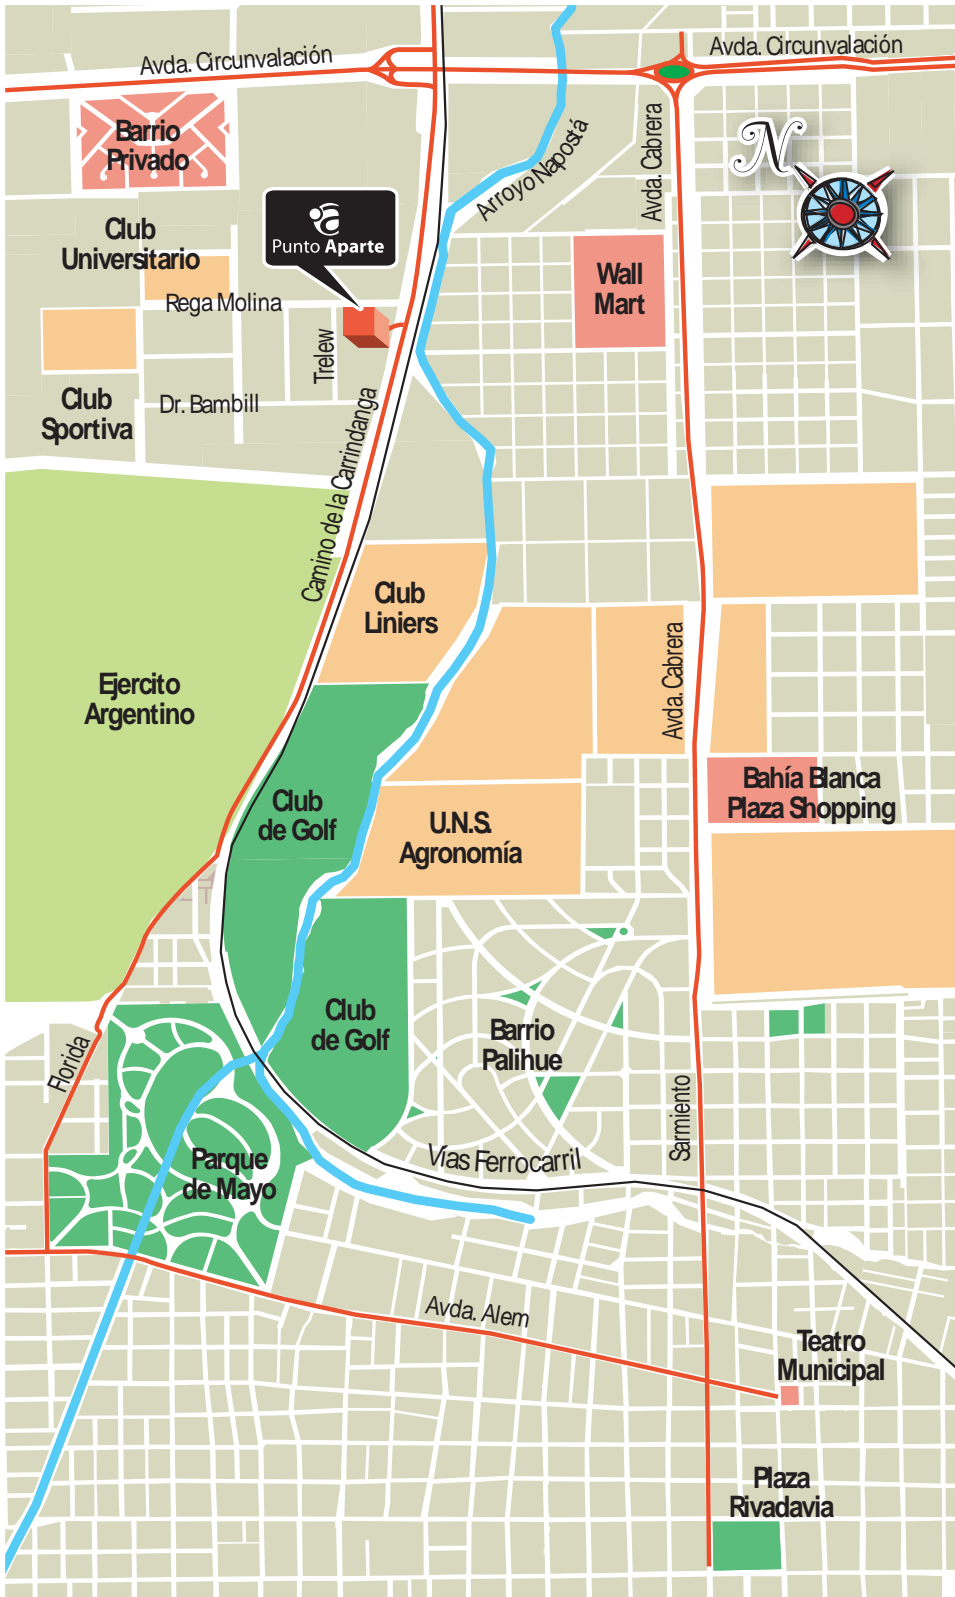 Avda. Circunvalación
Avda. Circunvalación
Barrio
Privado
N
Arroyo Napostá
Avda. Cabrera
Club
Universitario
Punto Aparte
Wall
Mart
Rega Molina
Trelew
Club
Sportiva
Dr. Bambill
Camino de la Carrindanga
Club
Liniers
Ejercito
Argentino
Avda. Cabrera
Club
de Golf
U.N.S.
Agronomía
Bahía Blanca
Plaza Shopping
Club
de Golf
Barrio
Palihue
Florida
Sarmiento
Parque
de Mayo
Vías Ferrocarril
Avda. Alem
Teatro
Municipal
Plaza
Rivadavia